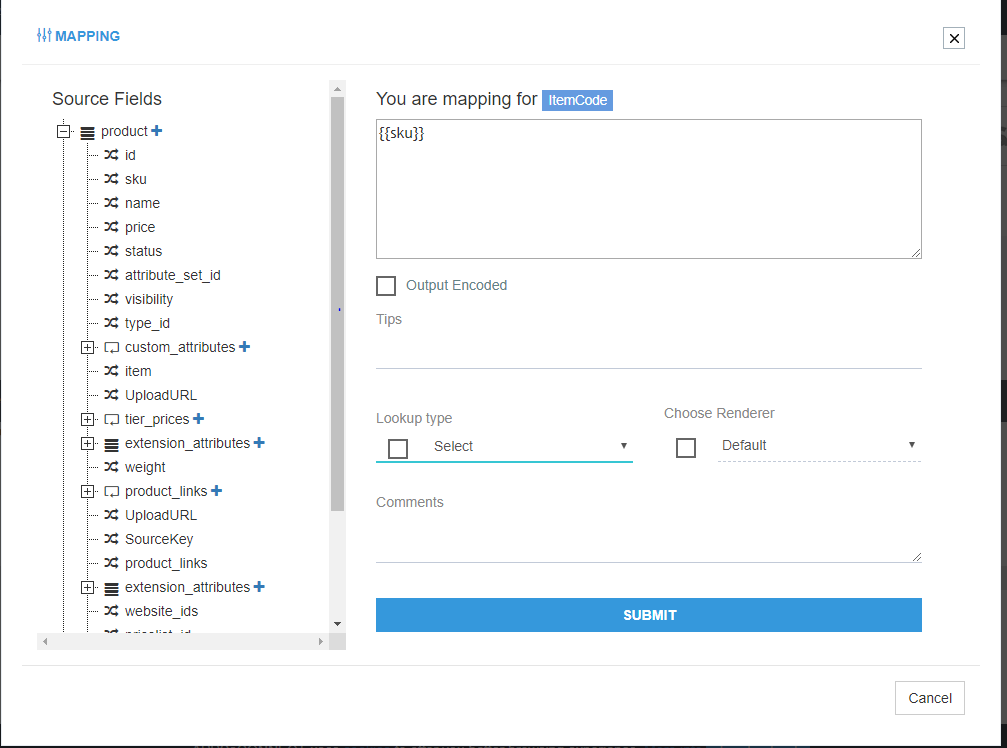 MAPPING
Source Fields
product
id
sku
name
price
status
attribute_set_id
visibility
type_id
custom_attributes
item
UploadURL
tier_prices
extension_attributes
weight
product_links
UploadURL
SourceKey
product_links
extension_attributes
website_ids
You are mapping for ItemCode
{{sku}}
Output Encoded
Tips
Lookup type
Select
Choose Renderer
Default
Comments
SUBMIT
Cancel